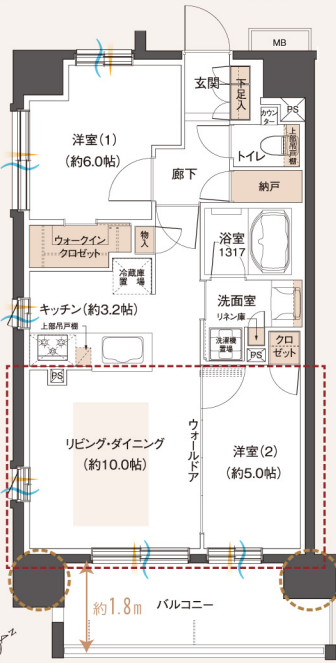 MB
玄関
下足入
カウンター
PS
上部吊戸棚
トイレ
洋室(1)
(約6.0帖)
廊下
納戸
ウォークイン
クロゼット
物入
冷蔵庫
置場
浴室
1317
キッチン(約3.2帖)
上部吊戸棚
洗面室
リネン庫
洗濯機
置場
PS
クロ
ゼット
PS
リビング・ダイニング
(約10.0帖)
ウォールドア
洋室(2)
(約5.0帖)
約1.8m
バルコニー
N